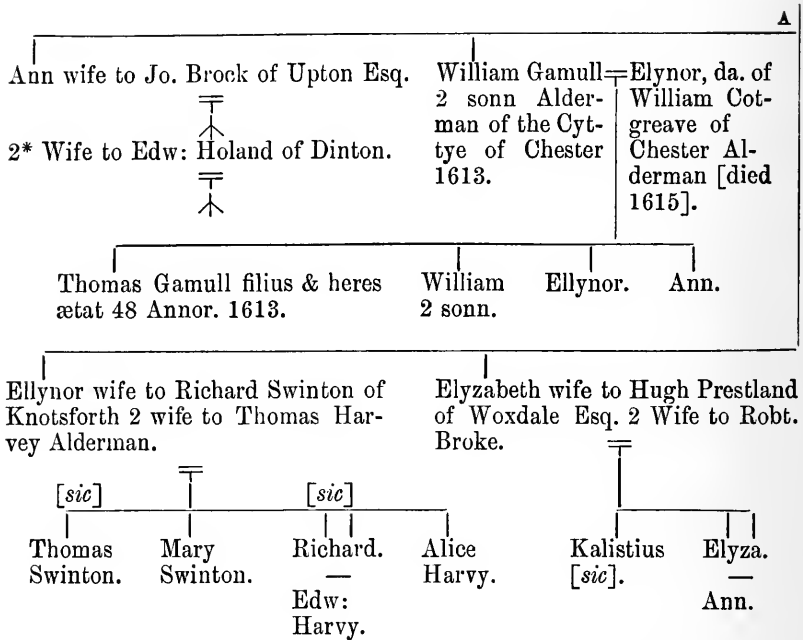 A
Ann wife to Jo. Brock of Upton Esq.
2* Wife to Edw: Holand of Dinton.
William Gamull
2 sonn Alder-
man of the Cyt-
tye of Chester
1613.
Elynor, da. of
William Cot-
greave of
Chester Al-
derman [died
1615].
Thomas Gamull filius & heres
ætat 48 Annor. 1613.
William
2 sonn.
Ellynor.
Ann.
Ellynor wife to Richard Swinton of
Knotsforth 2 wife to Thomas Har-
vey Alderman.
Elyzabeth wife to Hugh Prestland
of Woxdale Esq. 2 Wife to Robt.
Broke.
[sic]
Thomas
Swinton.
Mary
Swinton.
[sic]
Richard.
—
Edw:
Harvy.
Alice
Harvy.
Kalistius
[sic].
Elyza.
—
Ann.